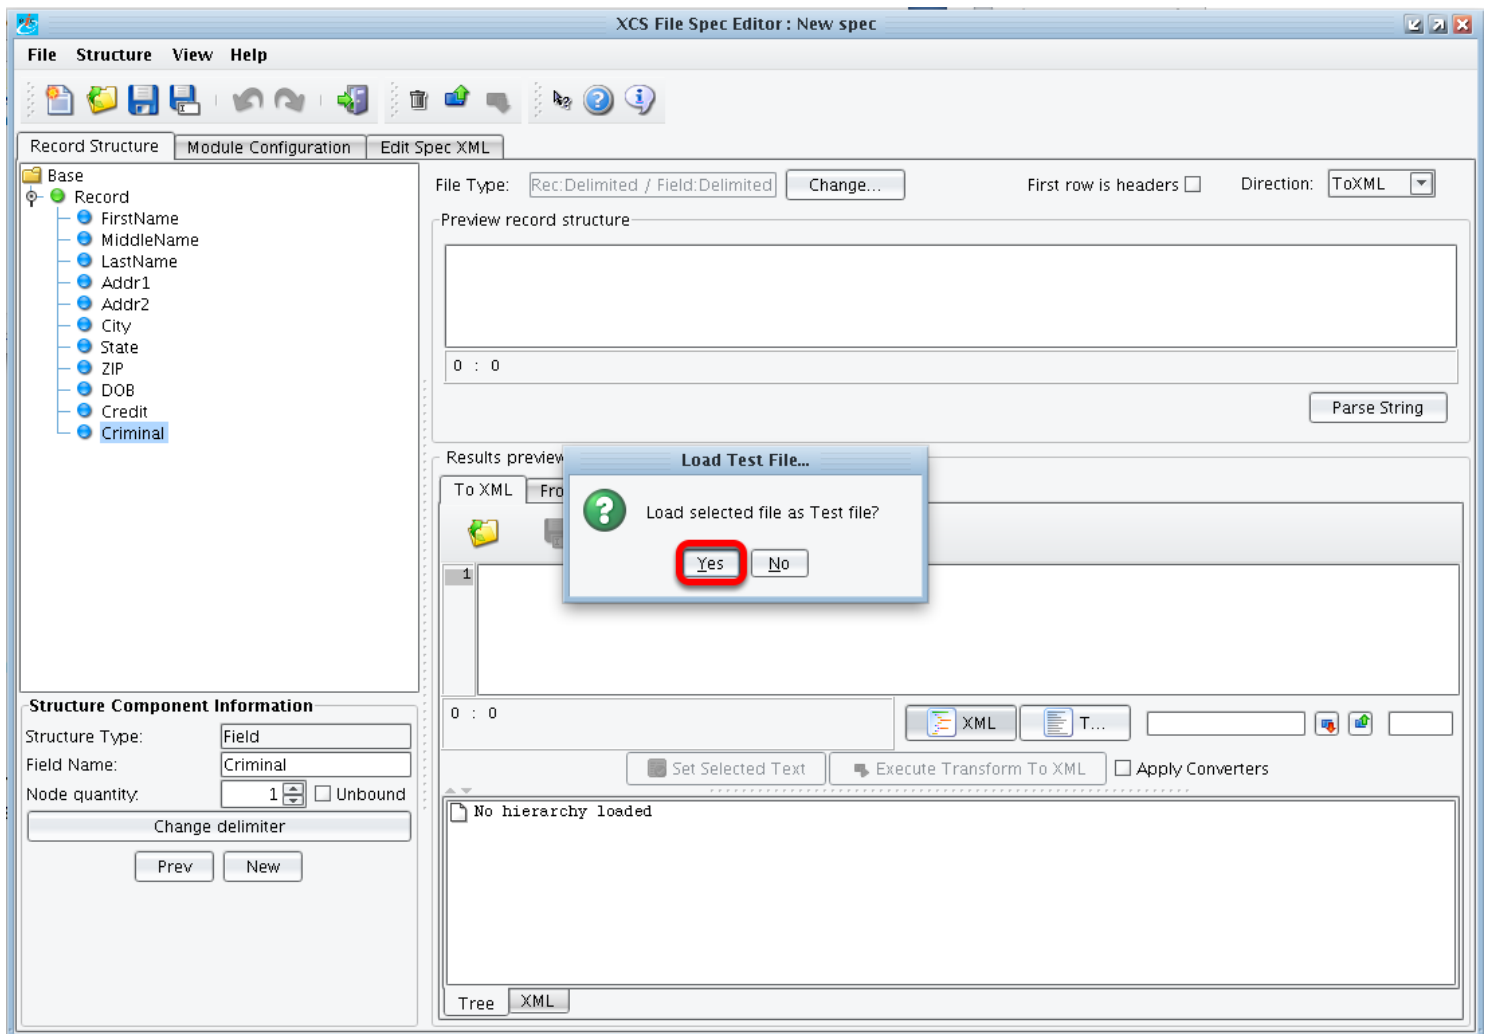 XCS File Spec Editor : New spec
File Structure View Help
Record Structure Module Configuration Edit Spec XML
Base
Record
FirstName
MiddleName
LastName
Addr1
Addr2
City
State
ZIP
DOB
Credit
Criminal
File Type: Rec:Delimited / Field:Delimited Change... First row is headers Direction: ToXML
Preview record structure
0 : 0
Parse String
Results preview
To XML Fro
Load Test File...
Load selected file as Test file?
Yes No
1
0 : 0
XML T...
Set Selected Text Execute Transform To XML Apply Converters
No hierarchy loaded
Tree XML
Structure Component Information
Structure Type: Field
Field Name: Criminal
Node quantity: 1 Unbound
Change delimiter
Prev New